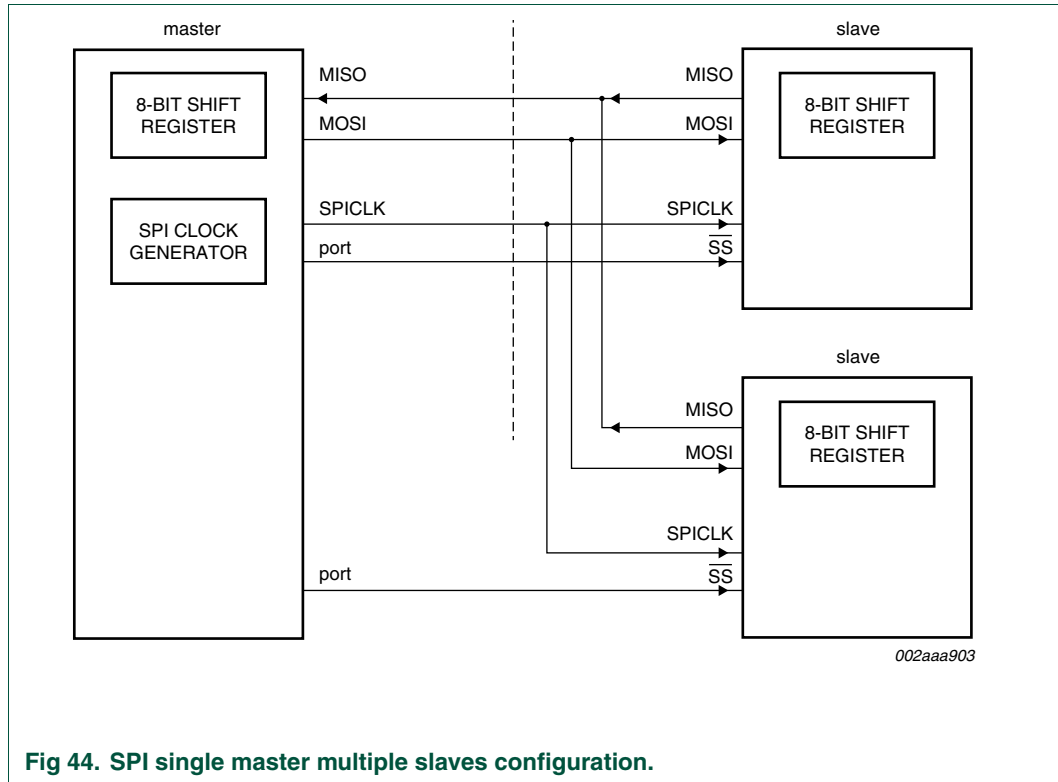 master
slave
MISO
MISO
8-BIT SHIFT
REGISTER
8-BIT SHIFT
REGISTER
MOSI
MOSI
SPICLK
SPICLK
SPI CLOCK
GENERATOR
port
S̅S̅
slave
MISO
8-BIT SHIFT
REGISTER
MOSI
SPICLK
port
S̅S̅
002aaa903
Fig 44. SPI single master multiple slaves configuration.